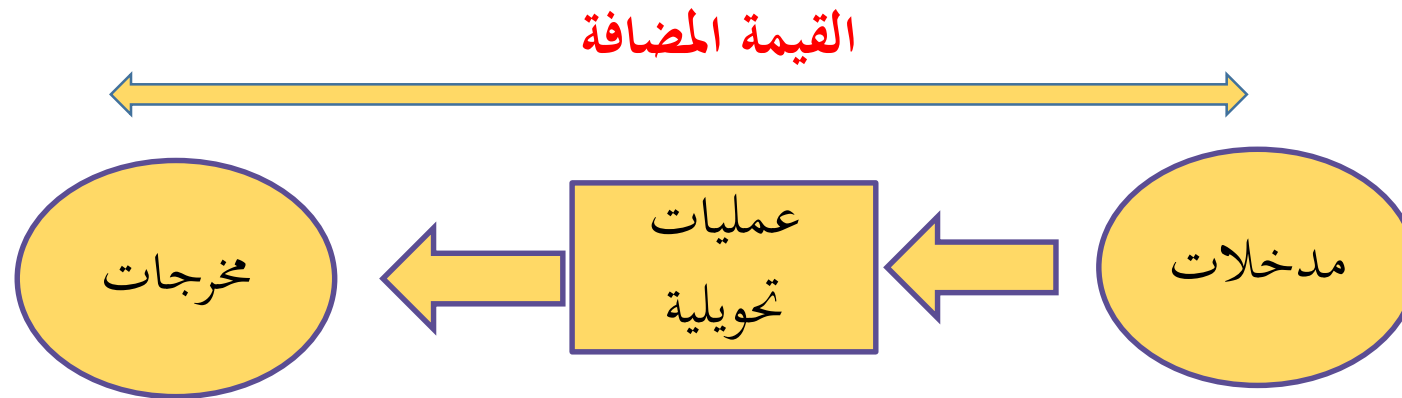 القيمة المضافة
مدخلات
عمليات
تحويلية
مخرجات